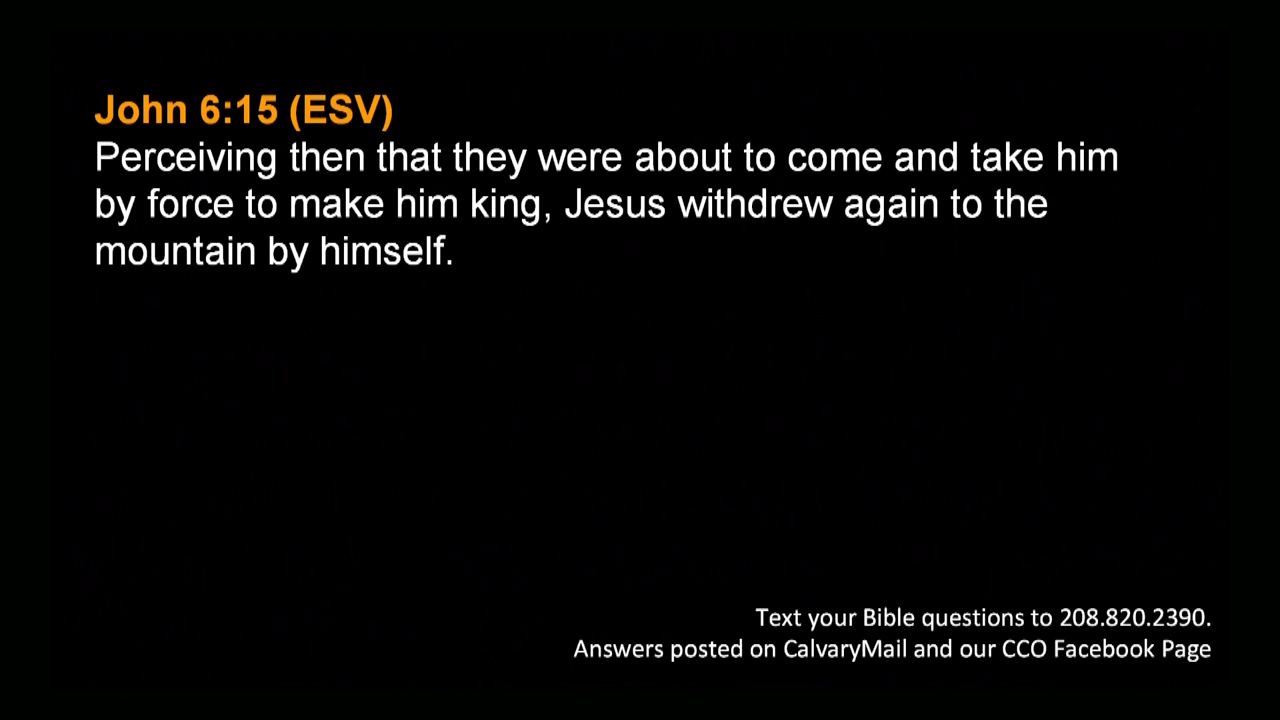 John 6:15 (ESV)
Perceiving then that they were about to come and take him
by force to make him king, Jesus withdrew again to the
mountain by himself.
Text your Bible questions to 208.820.2390.
Answers posted on CalvaryMail and our CCO Facebook Page